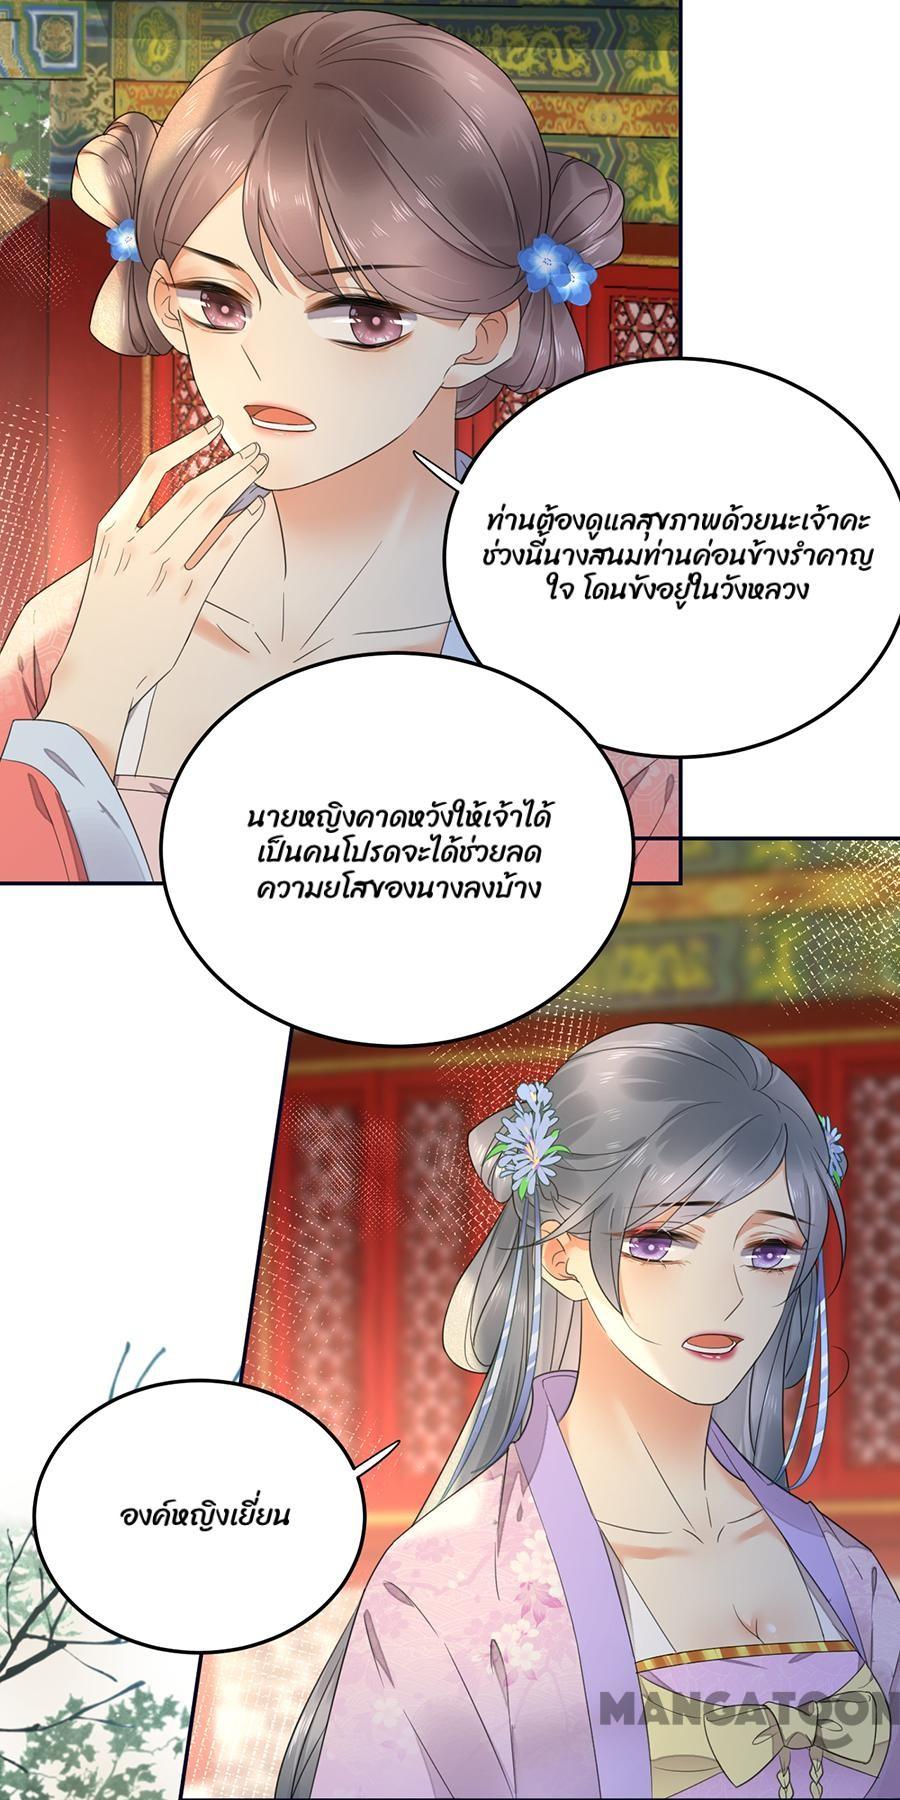 ท่านต้องดูแลสุขภาพด้วยนะเจ้าคะ
ช่วงนี้นางสนมท่านค่อนข้างรำคาญ
ใจ โดนขังอยู่ในวังหลวง
นายหญิงคาดหวังให้เจ้าได้
เป็นคนโปรดจะได้ช่วยลด
ความยโสของนางลงบ้าง
องค์หญิงเยี่ยน
MANGATOON